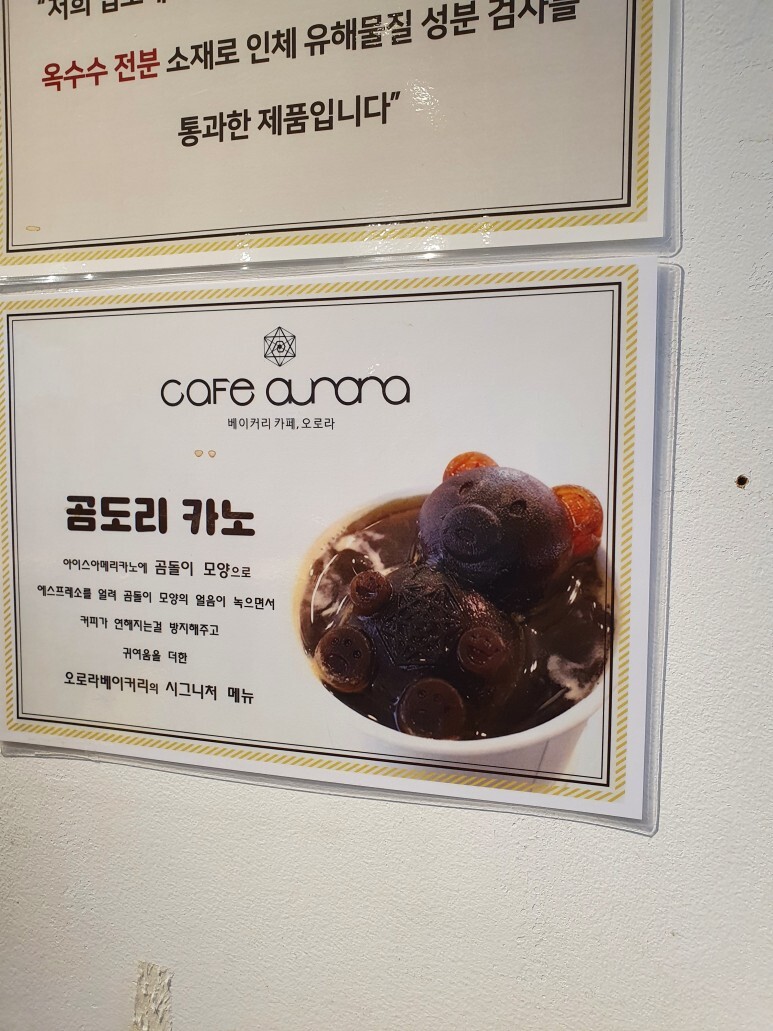 "저희
옥수수 전분 소재로 인체 유해물질 성분 검사를
통과한 제품입니다"
cafe aurora
베이커리 카페, 오로라
곰도리 카노
아이스아메리카노에 곰돌이 모양으로
에스프레소를 얼려 곰돌이 모양의 얼음이 녹으면서
커피가 연해지는걸 방지해주고
귀여움을 더한
오로라베이커리의 시그니처 메뉴